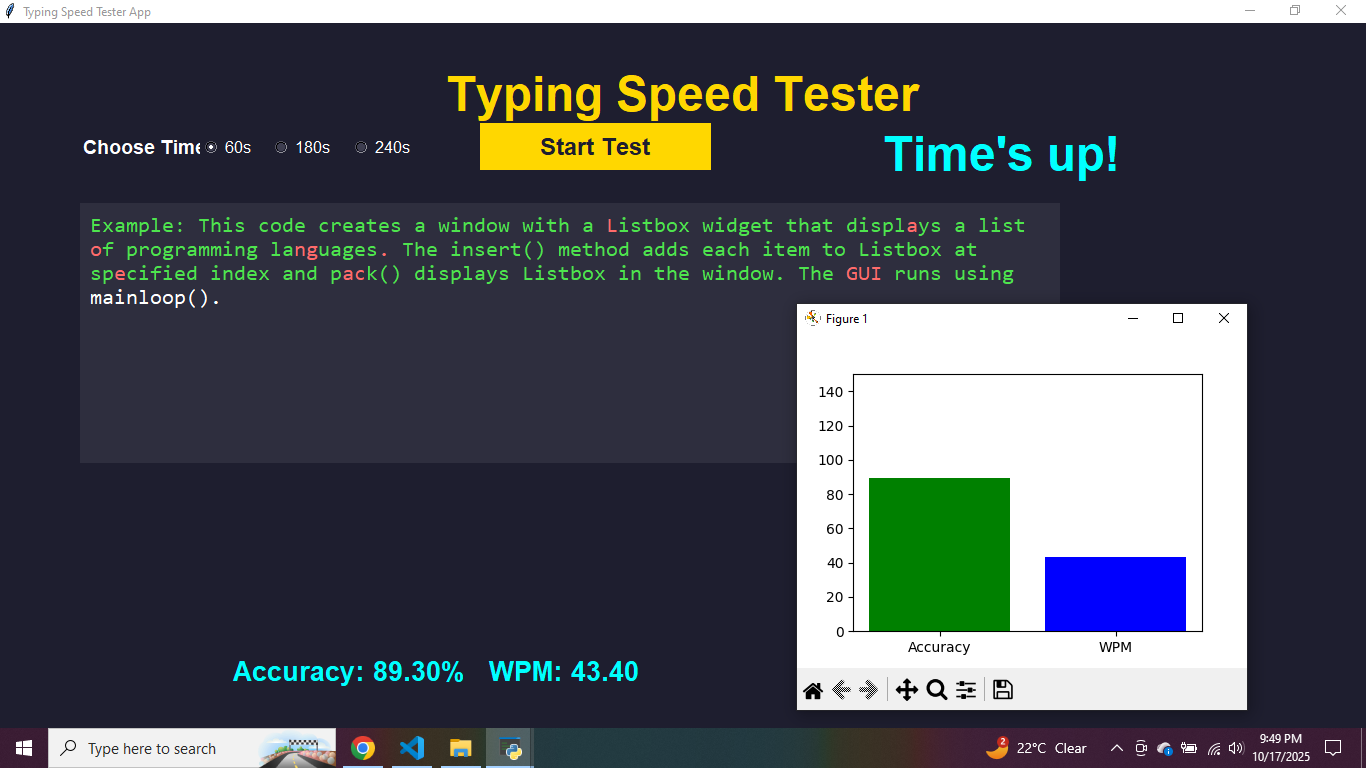 Typing Speed Tester App
Typing Speed Tester
Choose Time
60s
180s
240s
Start Test
Time's up!
Example: This code creates a window with a Listbox widget that displays a list
of programming languages. The insert() method adds each item to Listbox at
specified index and pack() displays Listbox in the window. The GUI runs using
mainloop().
Figure 1
140
120
100
80
60
40
20
0
Accuracy
WPM
Accuracy: 89.30% WPM: 43.40
Type here to search
2
22°C Clear
9:49 PM
10/17/2025